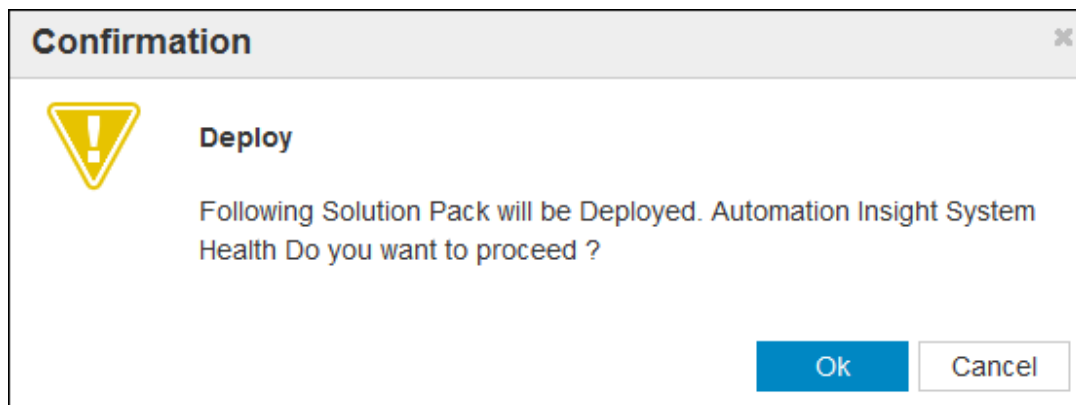 Confirmation
Deploy
Following Solution Pack will be Deployed. Automation Insight System
Health Do you want to proceed ?
Ok
Cancel